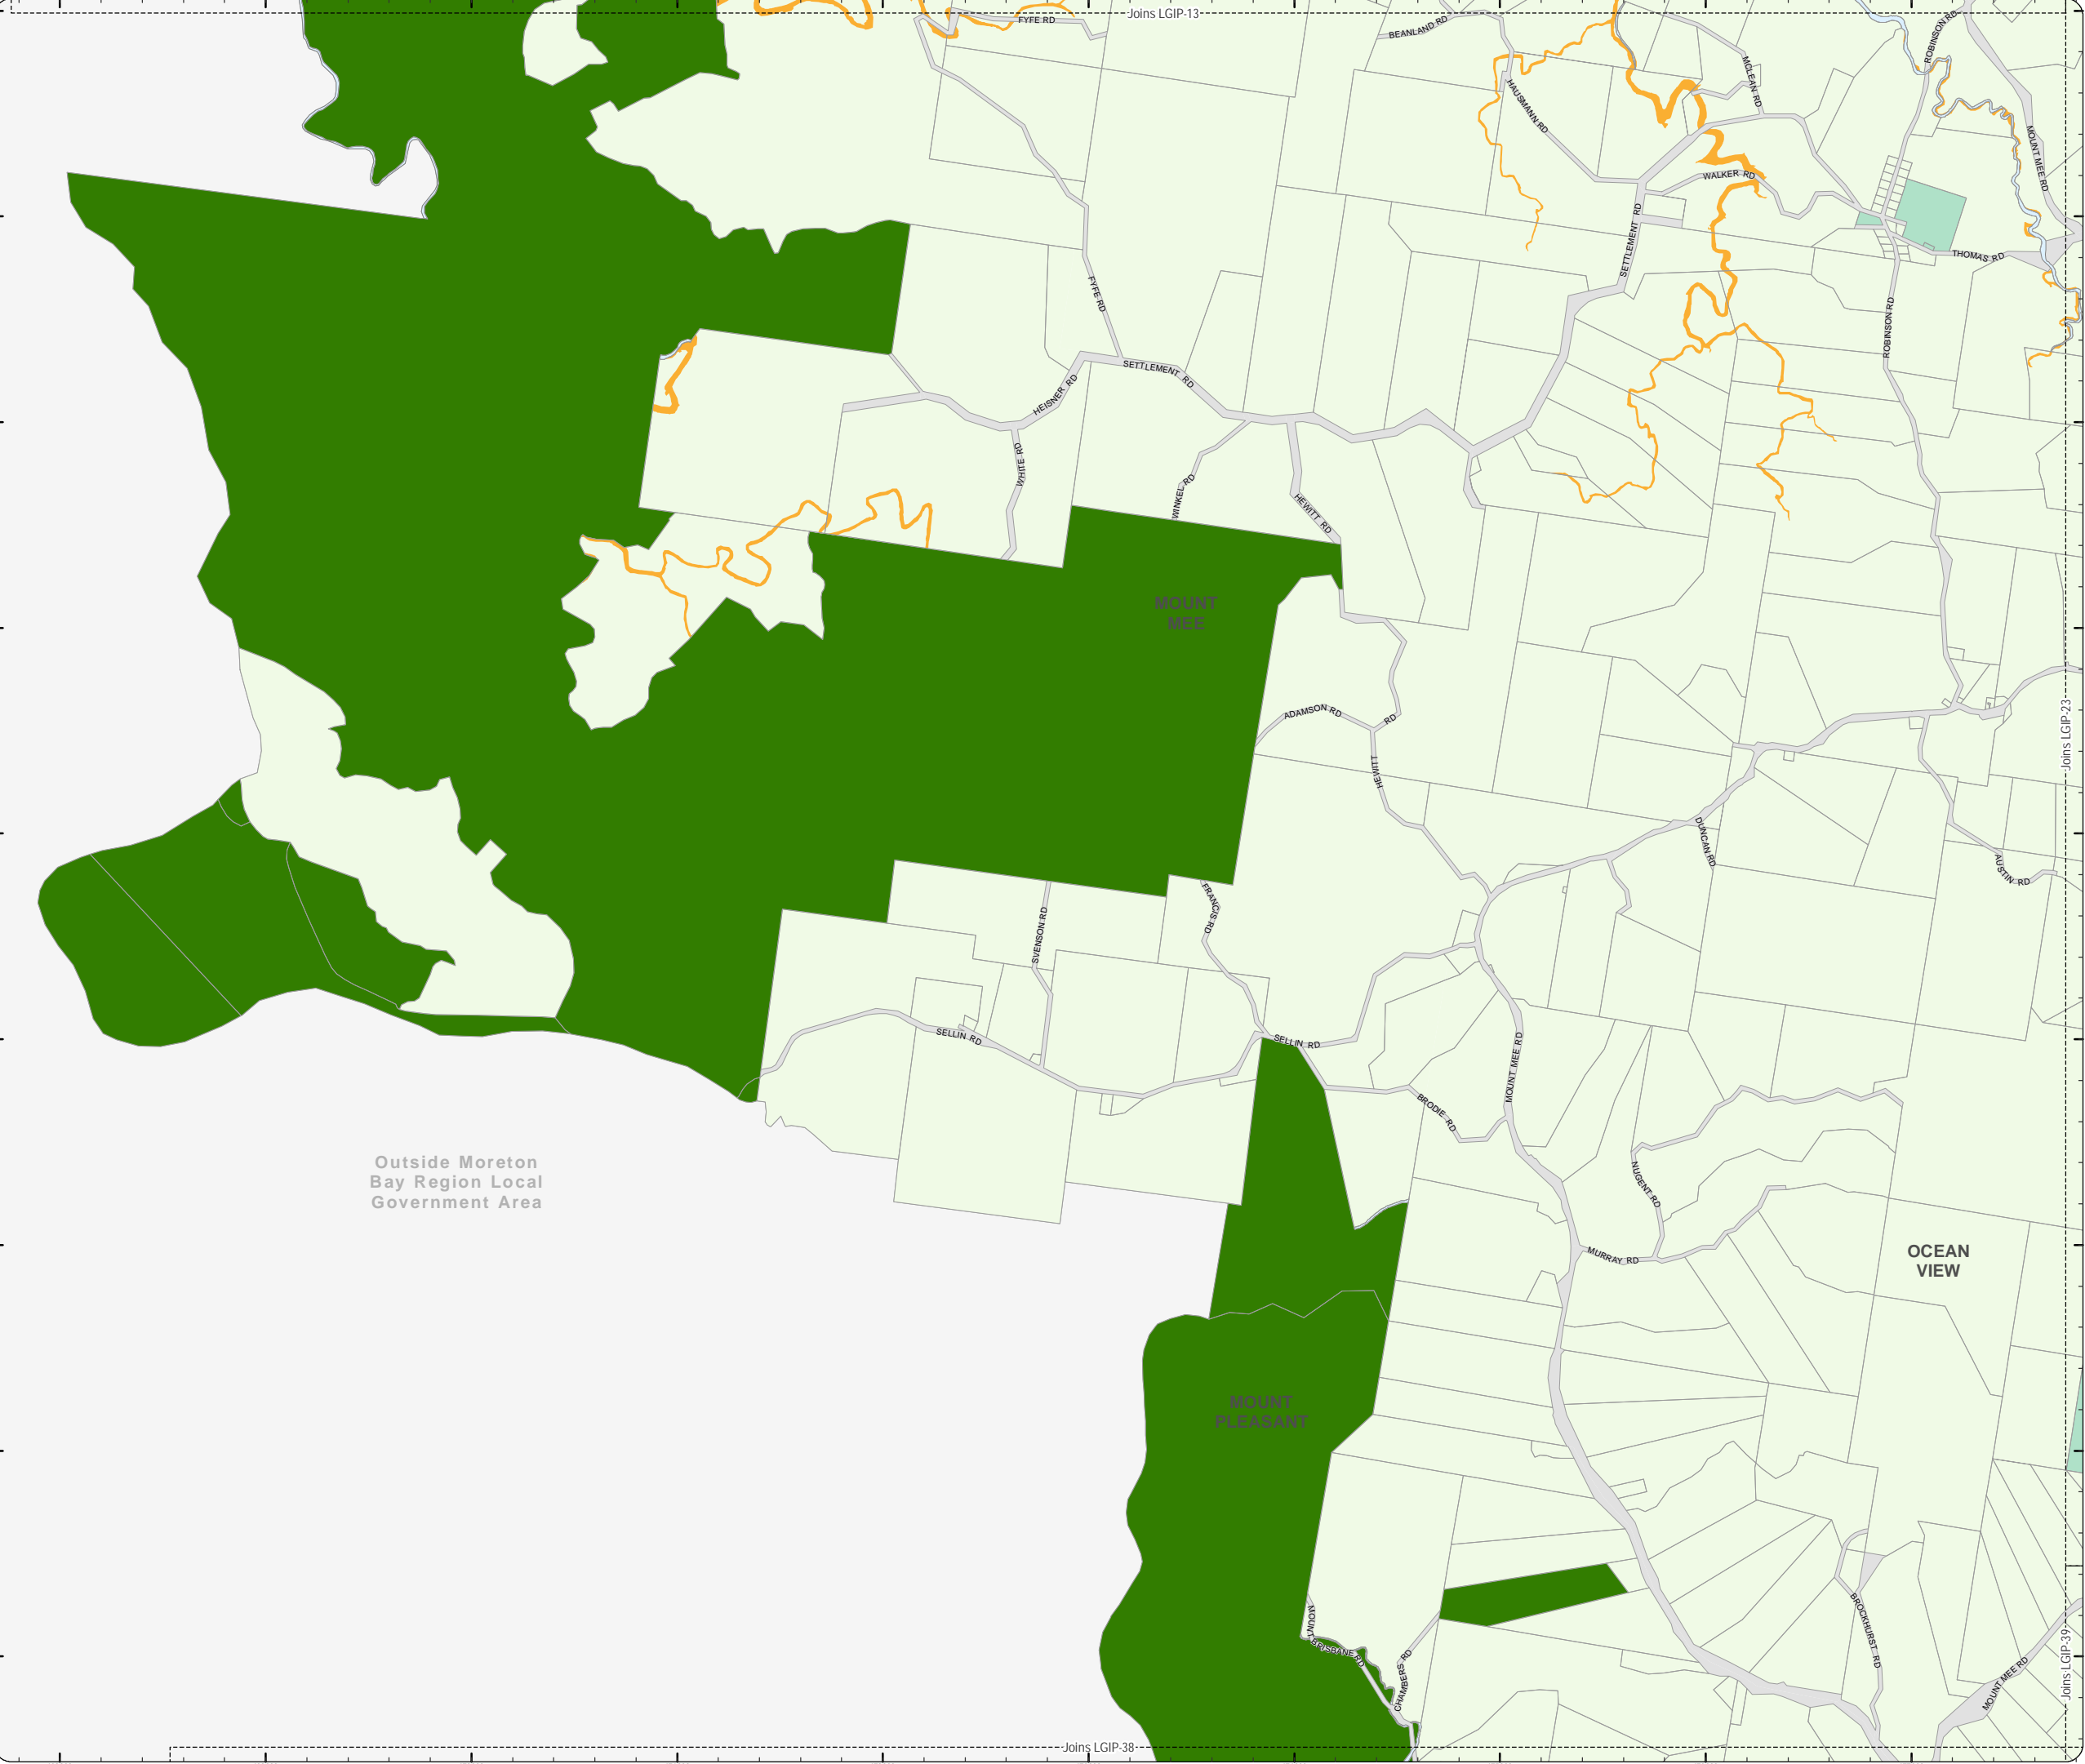 Joins LGIP-13
FYFE RD
BEANLAND RD
ROBINSON RD
MCLEAN RD
HAUSMANN RD
MOUNT MEE RD
WALKER RD
SETTLEMENT RD
THOMAS RD
FYFE RD
ROBINSON RD
SETTLEMENT RD
HEISNER RD
WHITE RD
WINKEL RD
HEWITT RD
MOUNT
MEE
ADAMSON RD
HEWITT RD
Joins LGIP-23
DUNCAN RD
AUSTIN RD
FRANCIS RD
SVENSON RD
SELLIN RD
SELLIN RD
MOUNT MEE RD
BRODIE RD
Outside Moreton
Bay Region Local
Government Area
NUGENT RD
MURRAY RD
OCEAN
VIEW
MOUNT
PLEASANT
BROCKHURST RD
MOUNT BRISBANE RD
CHAMBERS RD
MOUNT MEE RD
Joins LGIP-39
Joins LGIP-38